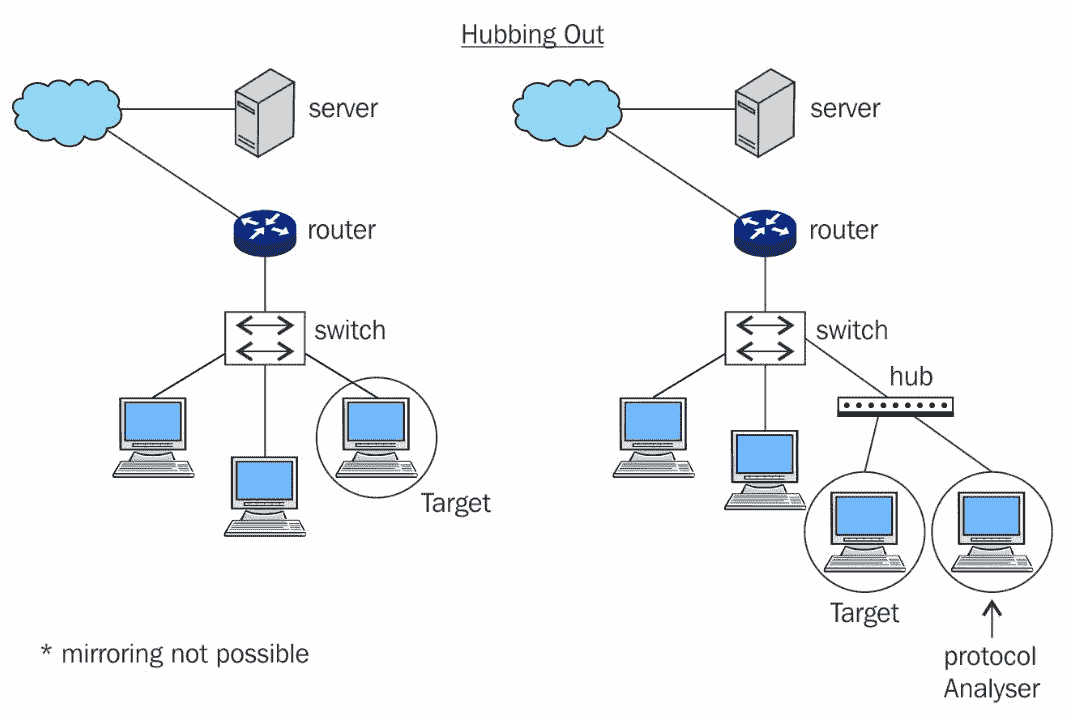 Hubbing Out
server
router
switch
Target
* mirroring not possible
server
router
switch
hub
Target
protocol
Analyser